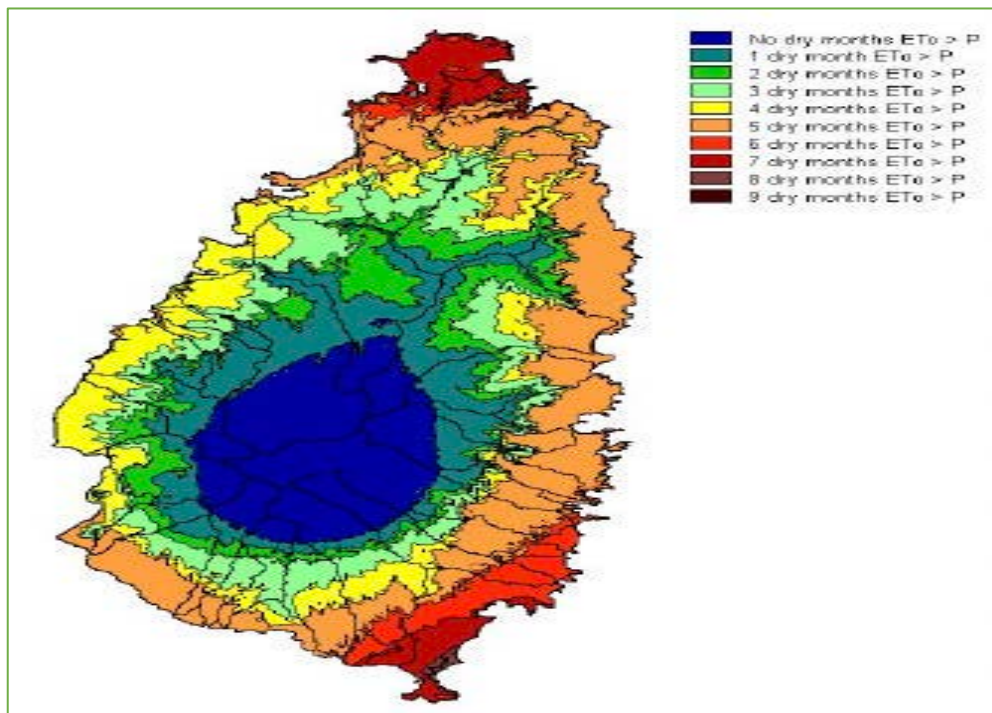 No dry months ETo > P
1 dry month ETo > P
2 dry months ETo > P
3 dry months ETo > P
4 dry months ETo > P
5 dry months ETo > P
6 dry months ETo > P
7 dry months ETo > P
8 dry months ETo > P
9 dry months ETo > P